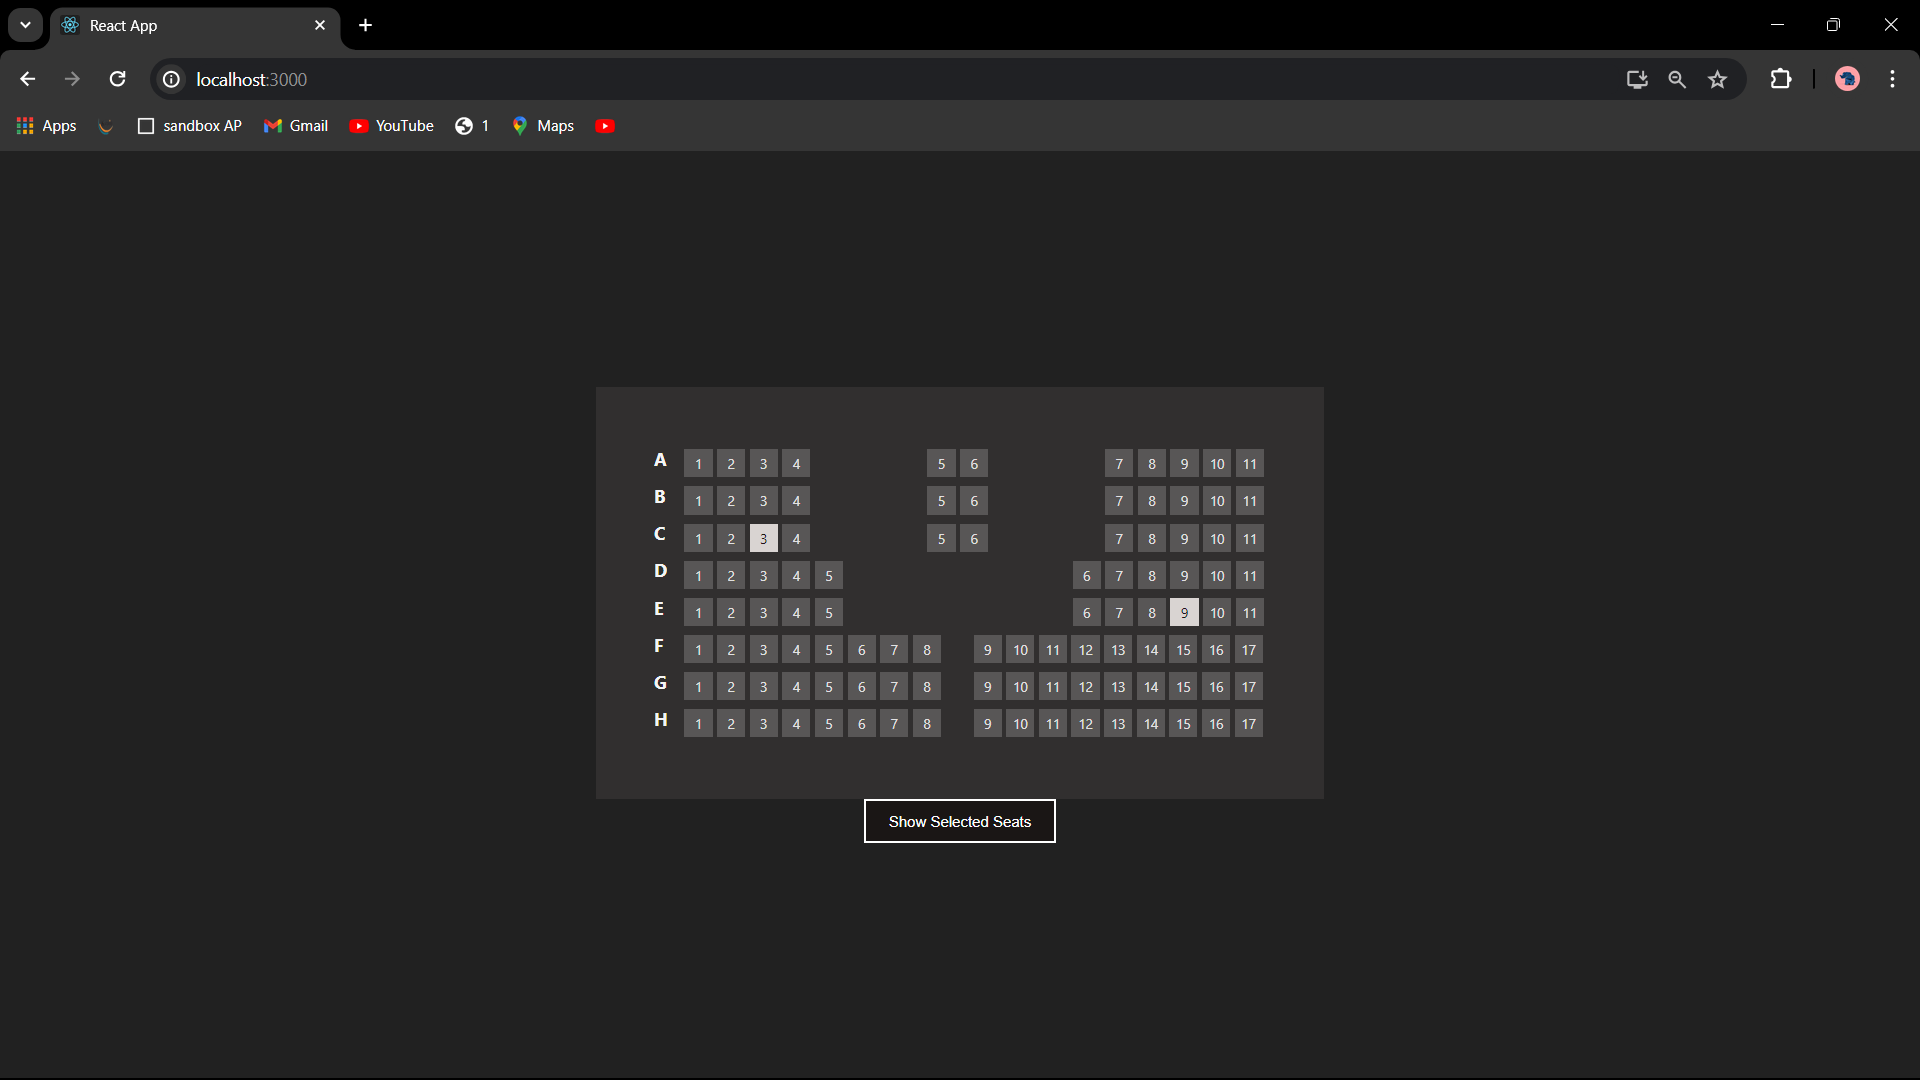 React App
localhost:3000
Apps sandbox AP Gmail YouTube 1 Maps
A 1 2 3 4 5 6 7 8 9 10 11
B 1 2 3 4 5 6 7 8 9 10 11
C 1 2 3 4 5 6 7 8 9 10 11
D 1 2 3 4 5 6 7 8 9 10 11
E 1 2 3 4 5 6 7 8 9 10 11
F 1 2 3 4 5 6 7 8 9 10 11 12 13 14 15 16 17
G 1 2 3 4 5 6 7 8 9 10 11 12 13 14 15 16 17
H 1 2 3 4 5 6 7 8 9 10 11 12 13 14 15 16 17
Show Selected Seats